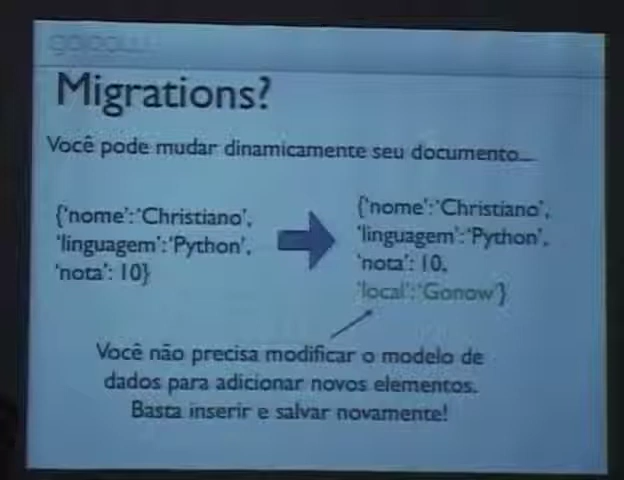 Migrations?
Você pode mudar dinamicamente seu documento...
{'nome':'Christiano',
'linguagem':'Python',
'nota': 10}
{'nome':'Christiano',
'linguagem':'Python',
'nota': 10,
'local':'Gonow'}
Você não precisa modificar o modelo de
dados para adicionar novos elementos.
Basta inserir e salvar novamente!